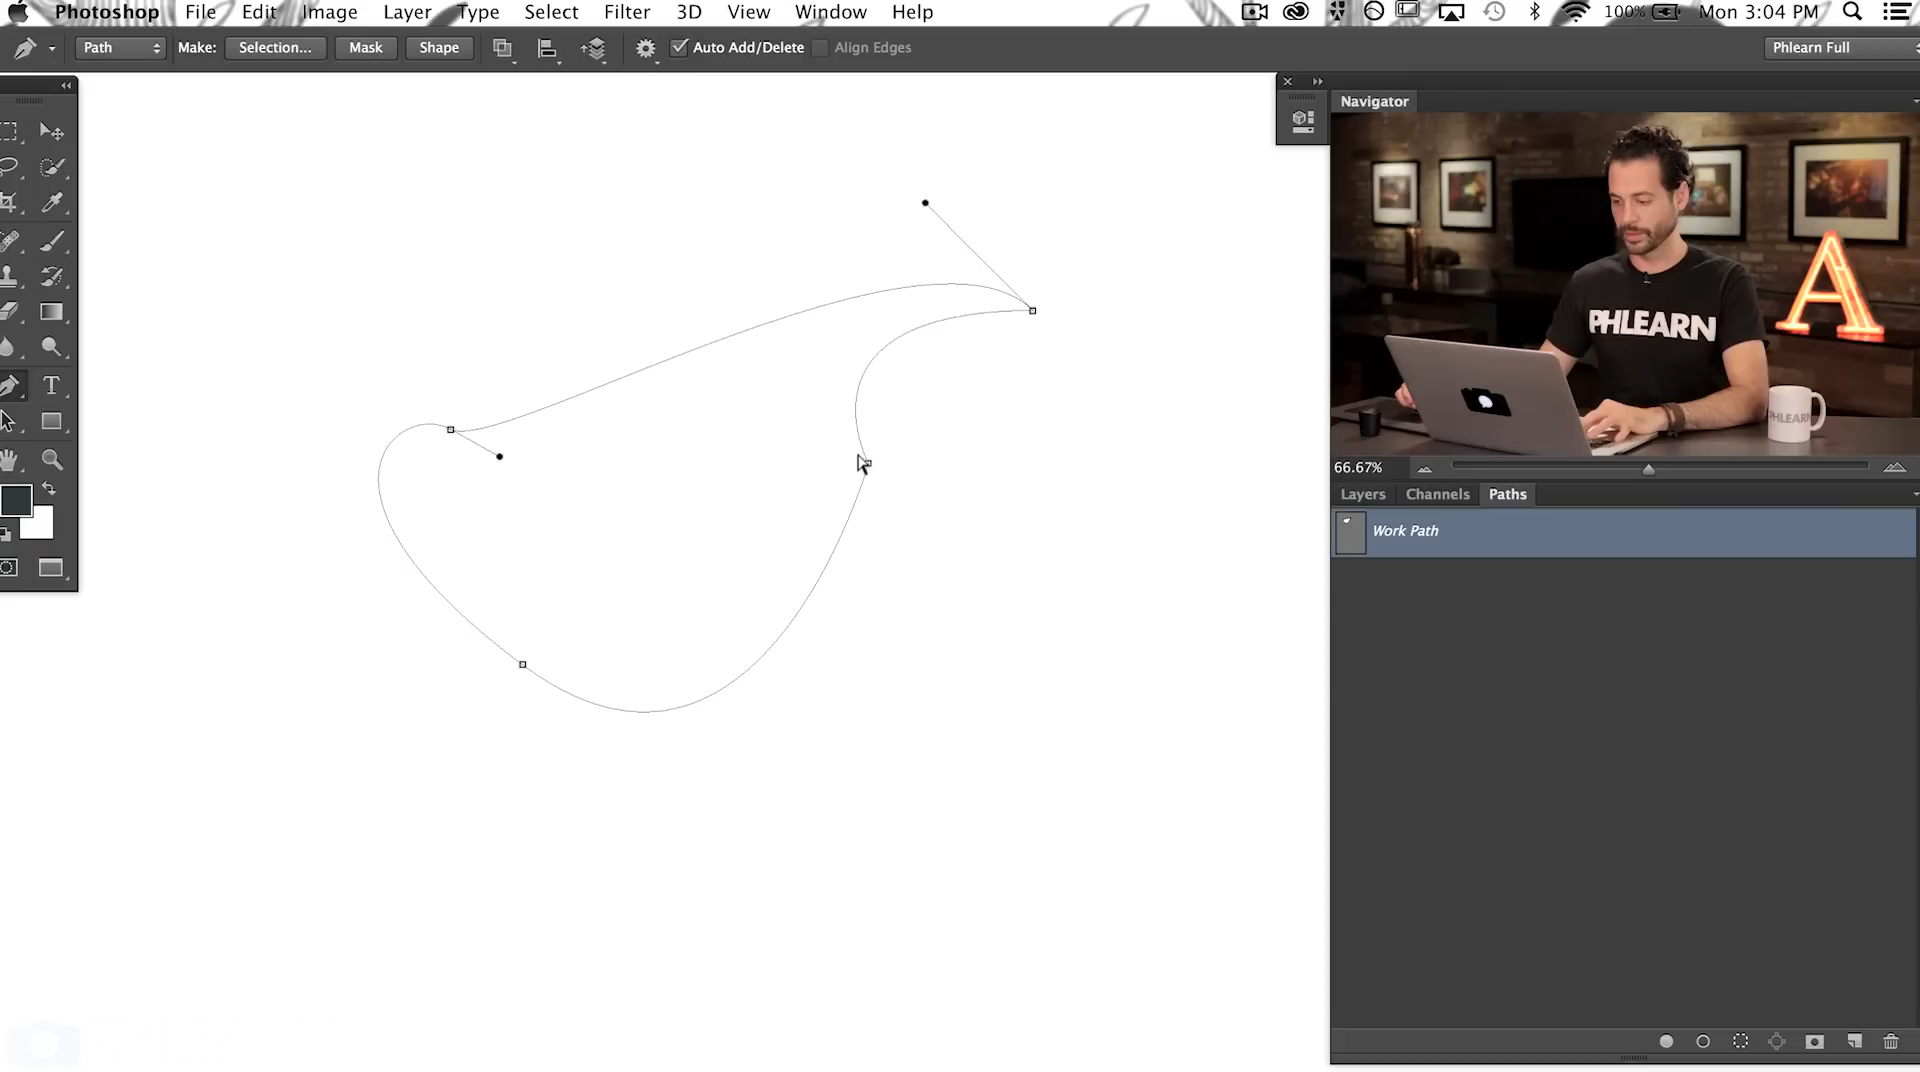 Photoshop File Edit Image Layer Type Select Filter 3D View Window Help 100% Mon 3:04 PM
Path Make: Selection... Mask Shape Auto Add/Delete Align Edges Phlearn Full
Navigator
A
PHLEARN
PHLEARN
T
66.67%
Layers Channels Paths
Work Path